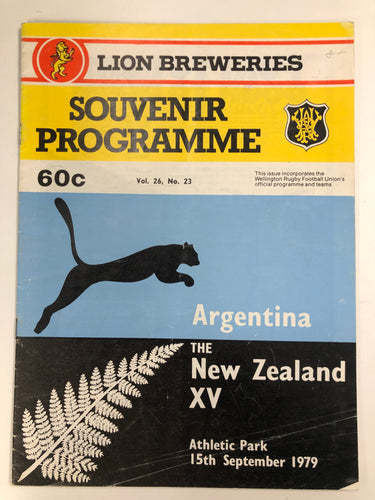 LION BREWERIES
SOUVENIR
PROGRAMME
60c
Vol. 26, No. 23
This issue incorporates the
Wellington Rugby Football Union's
official programme and teams
Argentina
THE
New Zealand
XV
Athletic Park
15th September 1979